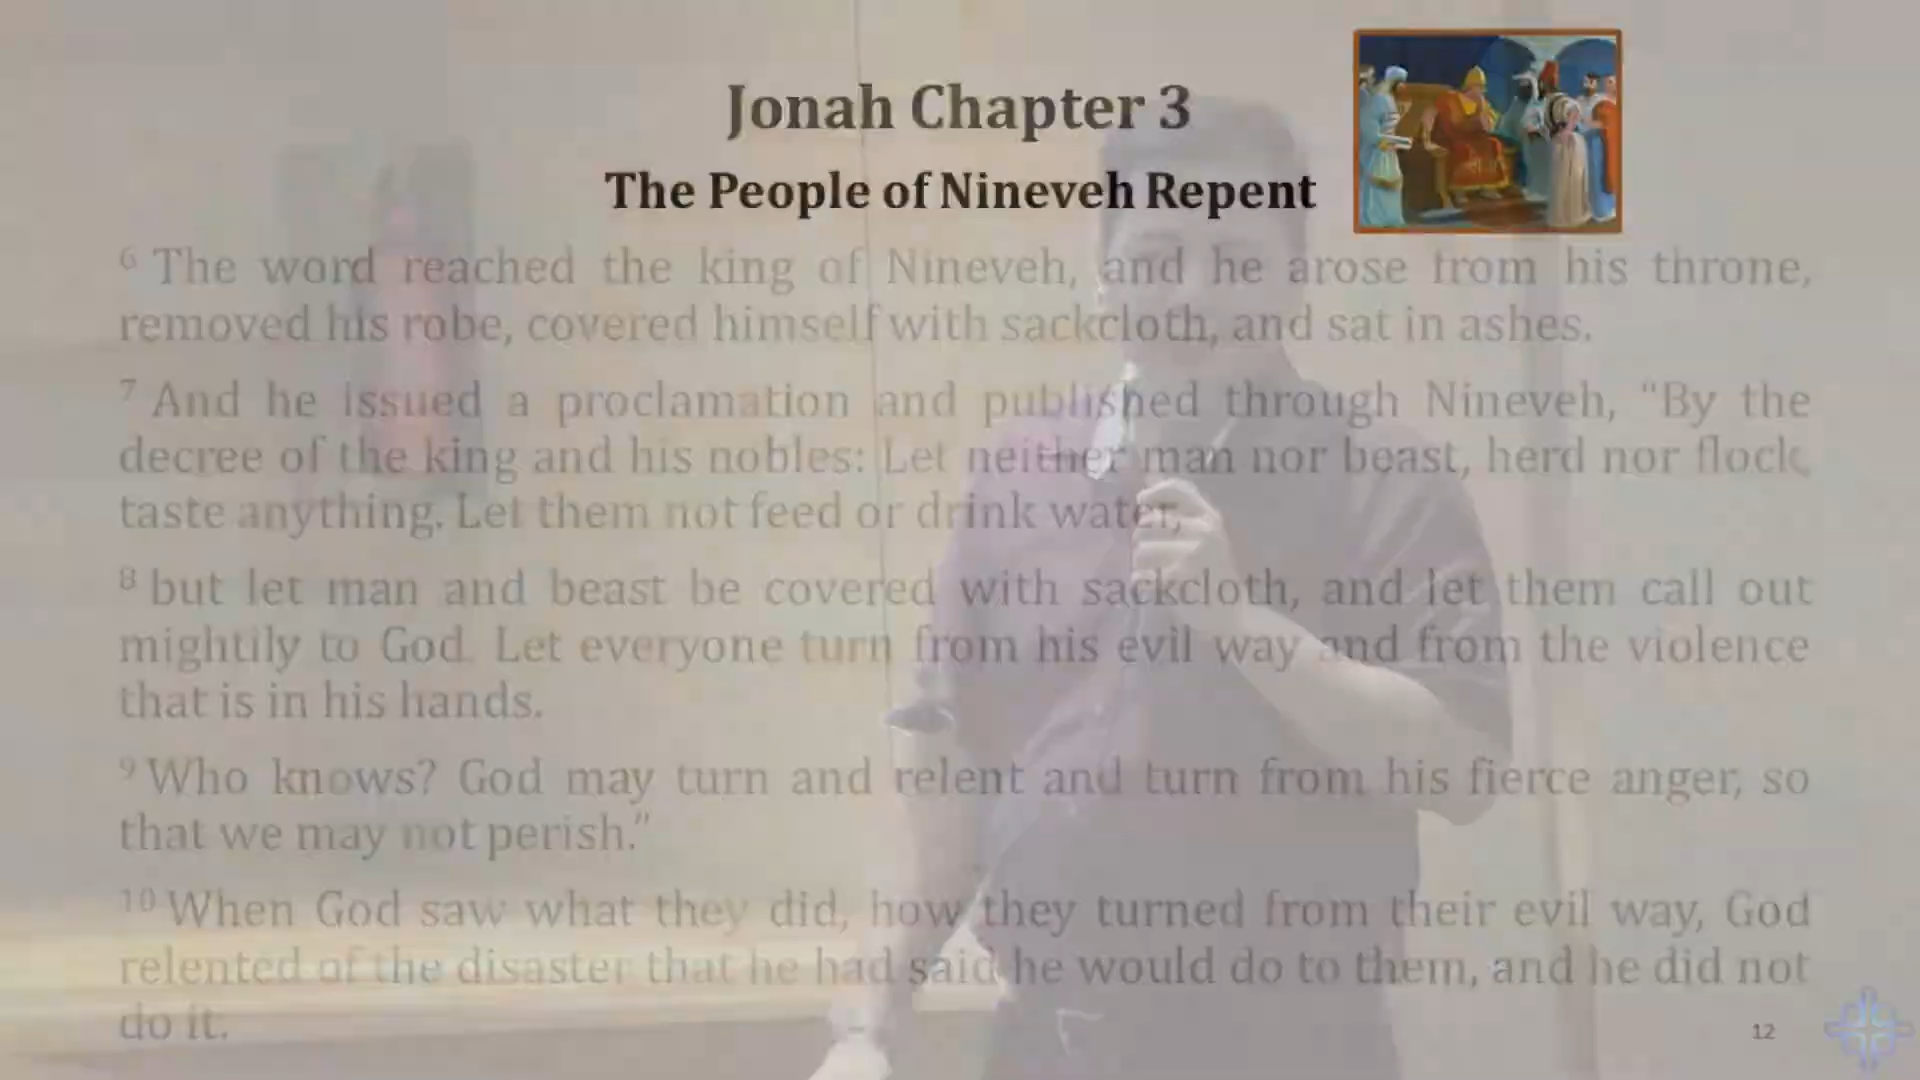 Jonah Chapter 3
The People of Nineveh Repent
6 The word reached the king of Nineveh, and he arose from his throne,
removed his robe, covered himself with sackcloth, and sat in ashes.
7 And he issued a proclamation and published through Nineveh, "By the
decree of the king and his nobles: Let neither man nor beast, herd nor flock,
taste anything. Let them not feed or drink water,
8 but let man and beast be covered with sackcloth, and let them call out
mightily to God. Let everyone turn from his evil way and from the violence
that is in his hands.
9 Who knows? God may turn and relent and turn from his fierce anger, so
that we may not perish."
10 When God saw what they did, how they turned from their evil way, God
relented of the disaster that he had said he would do to them, and he did not
do it.
12